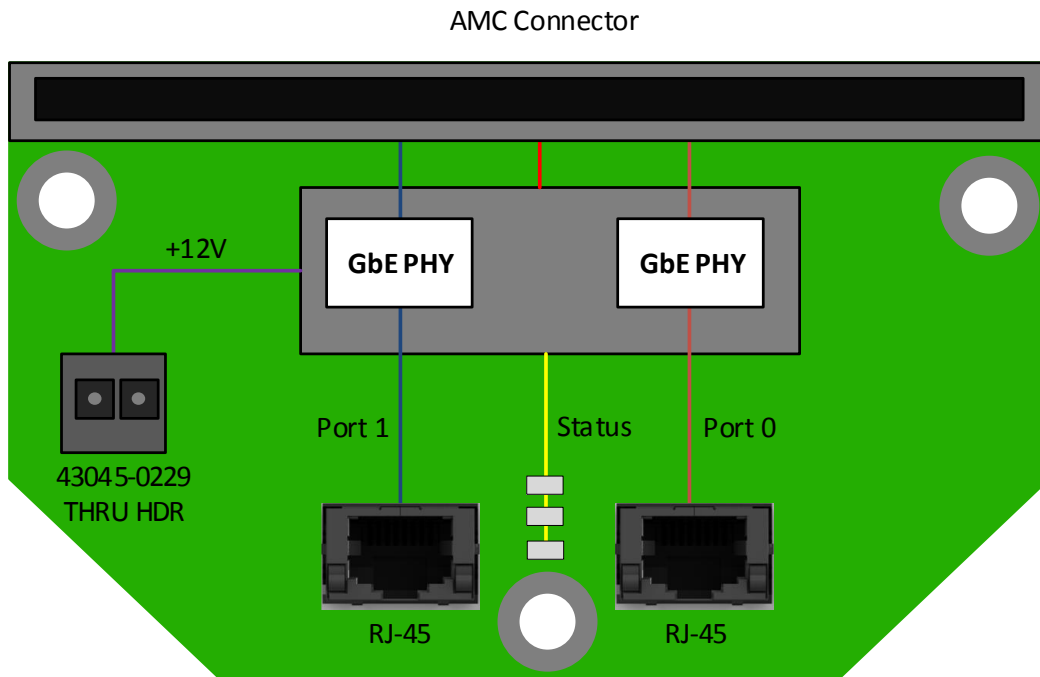 AMC Connector
+12V
GbE PHY
GbE PHY
Port 1
Status
Port 0
43045-0229
THRU HDR
RJ-45
RJ-45